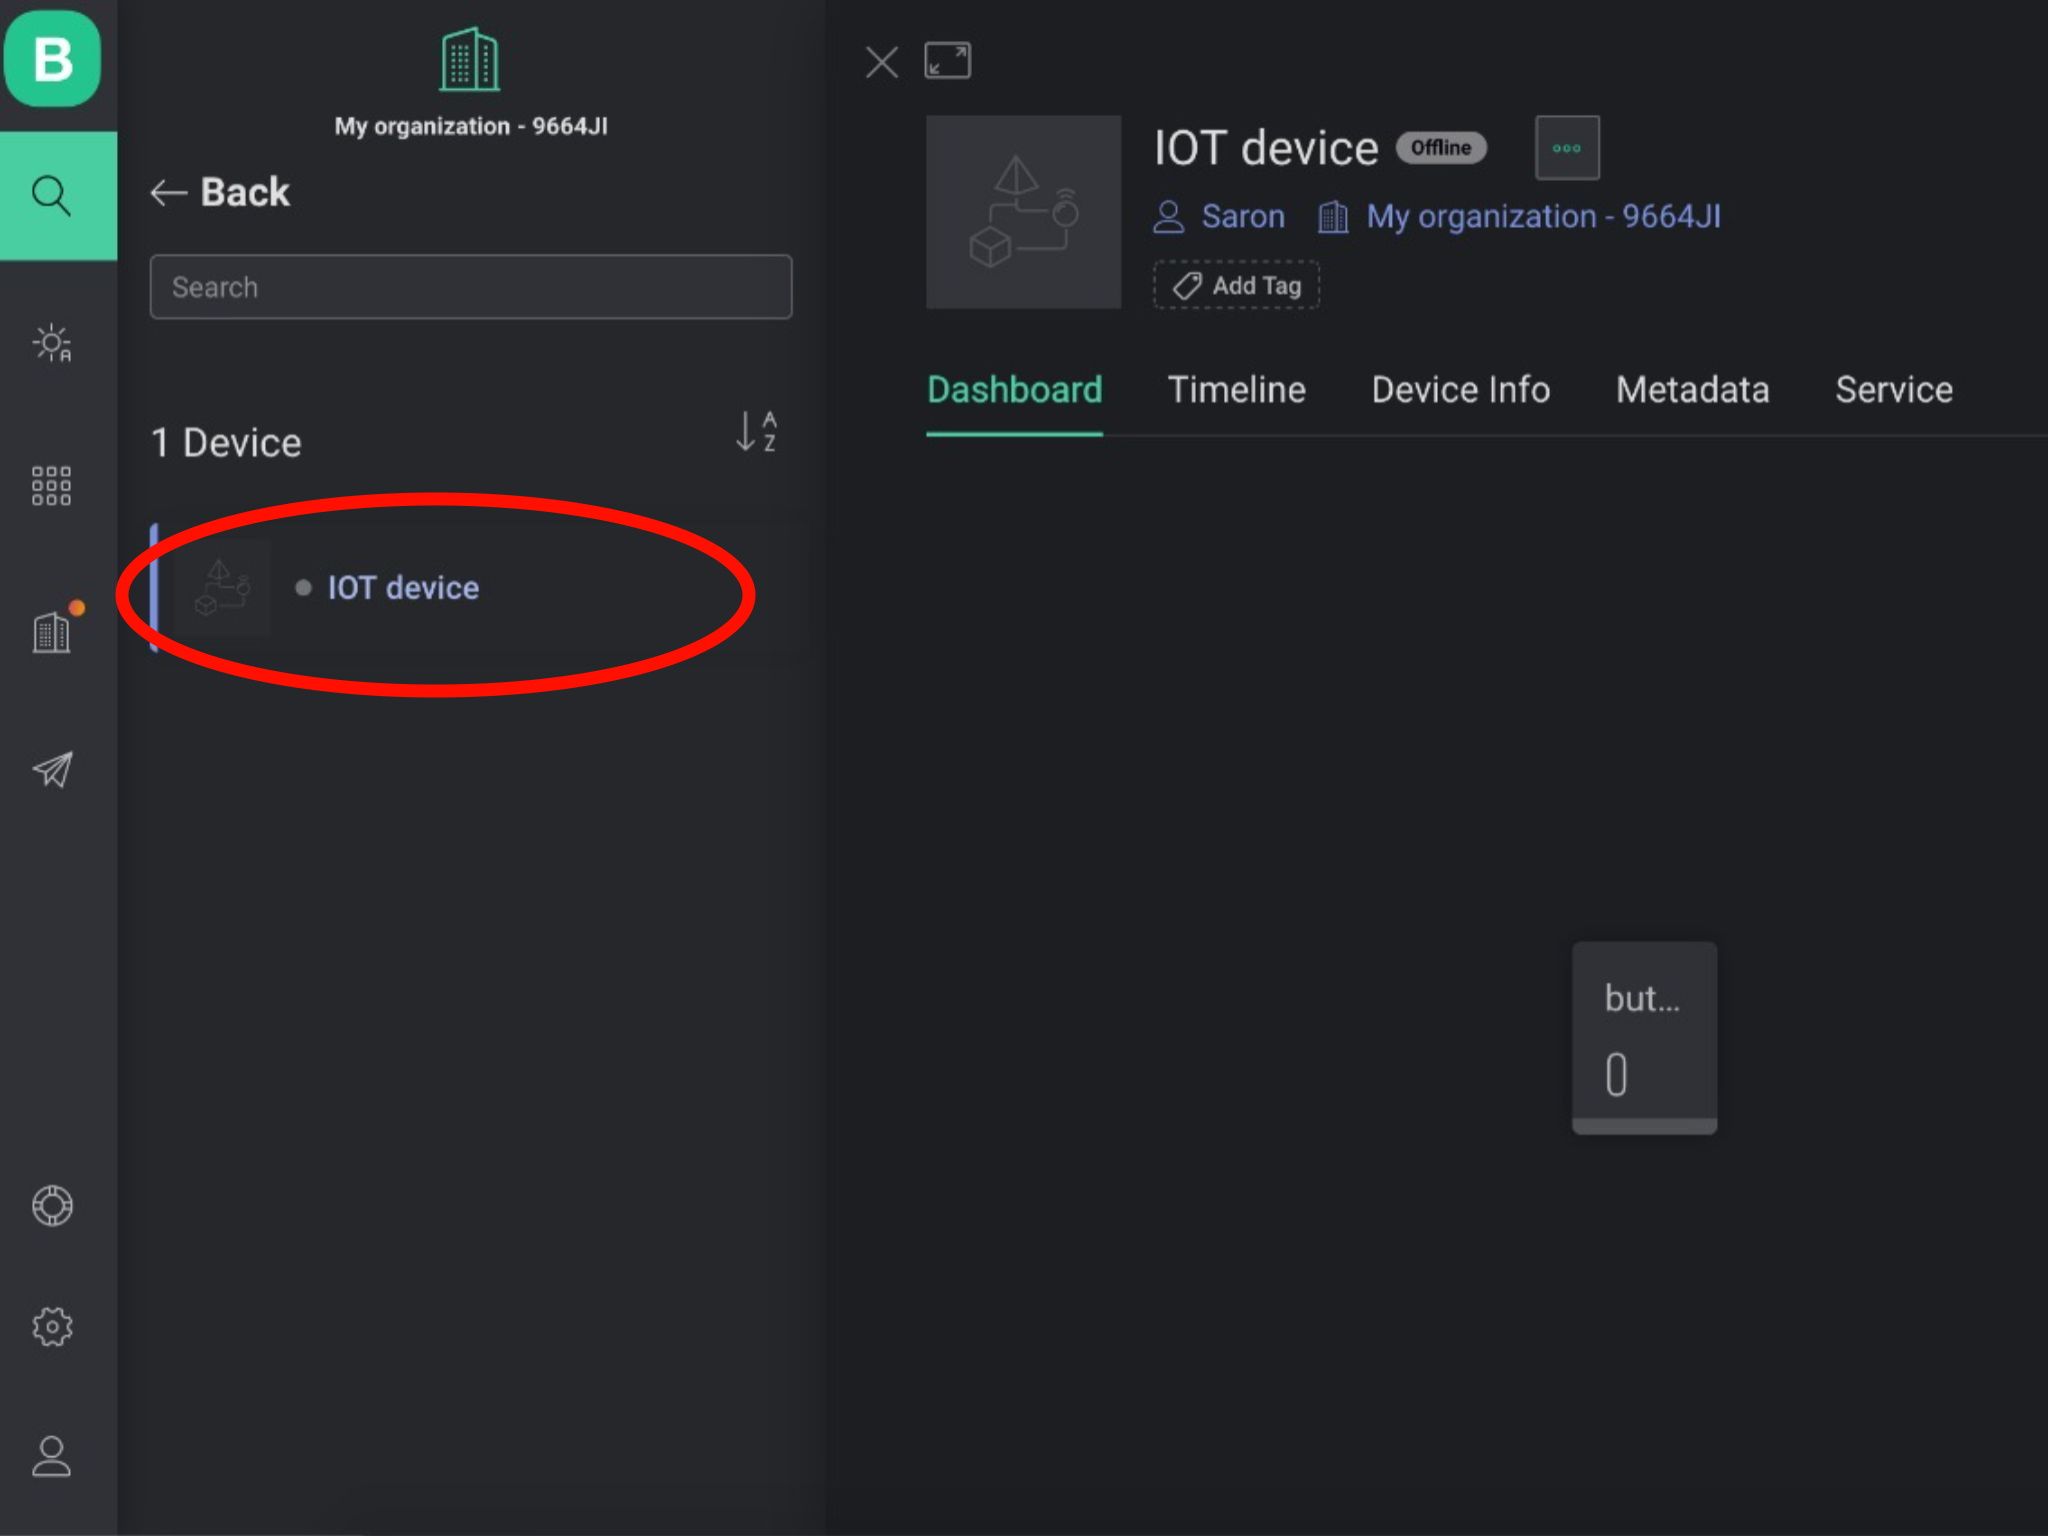 B
My organization - 9664JI
Back
Search
1 Device
A
Z
IOT device
IOT device
Offline
Saron
My organization - 9664JI
Add Tag
Dashboard
Timeline
Device Info
Metadata
Service
but...
0